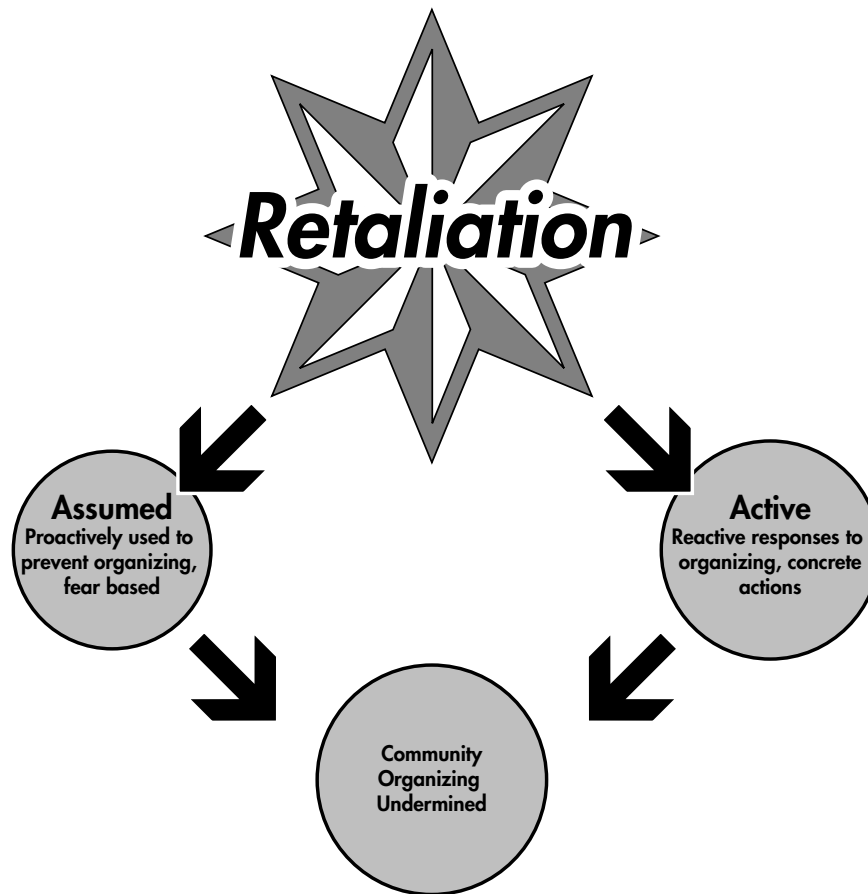 Retaliation
Assumed
Proactively used to
prevent organizing,
fear based
Active
Reactive responses to
organizing, concrete
actions
Community
Organizing
Undermined